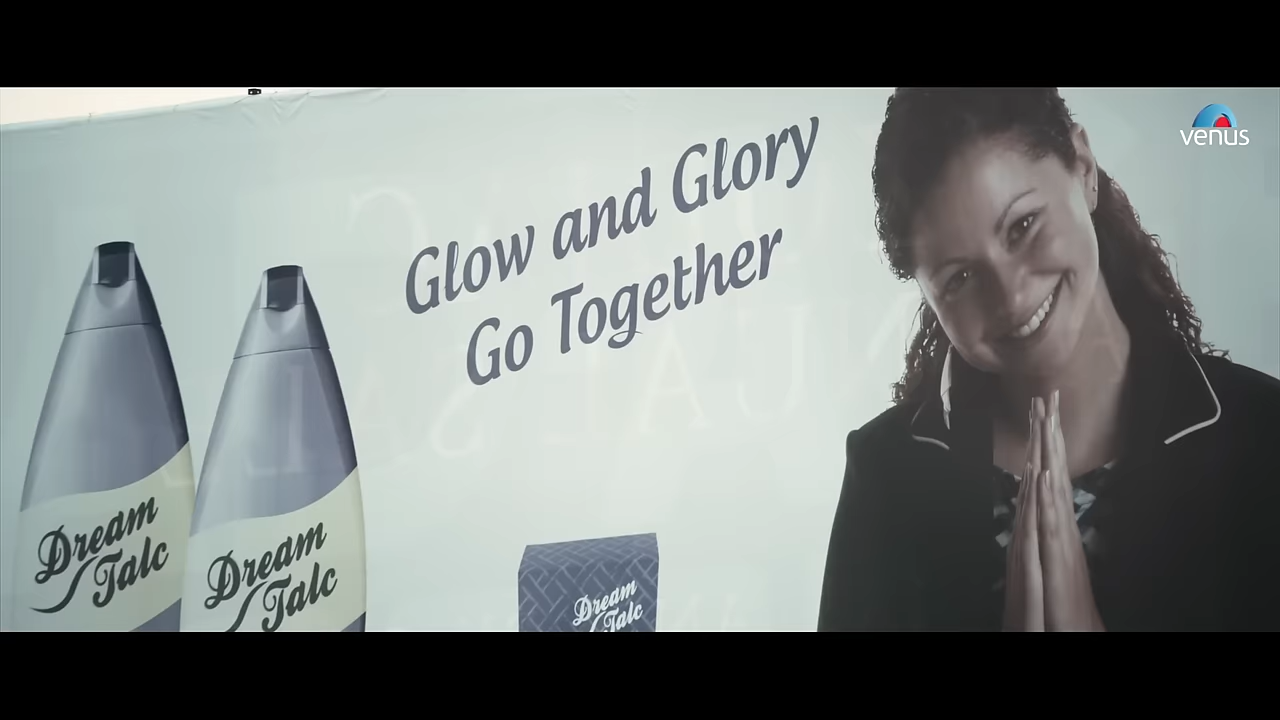 venus
Glow and Glory
Go Together
Dream
Talc
Dream
Talc
Dream
Talc